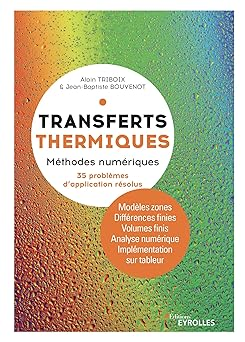 Alain TRIBOIX
& Jean-Baptiste BOUYENOT
TRANSFERTS
THERMIQUES
Méthodes numériques
35 problèmes
d'application résolus
Modèles zones
Différences finies
Volumes finis
Analyse numérique
Implémentation
sur tableur
Éditions
EYROLLES